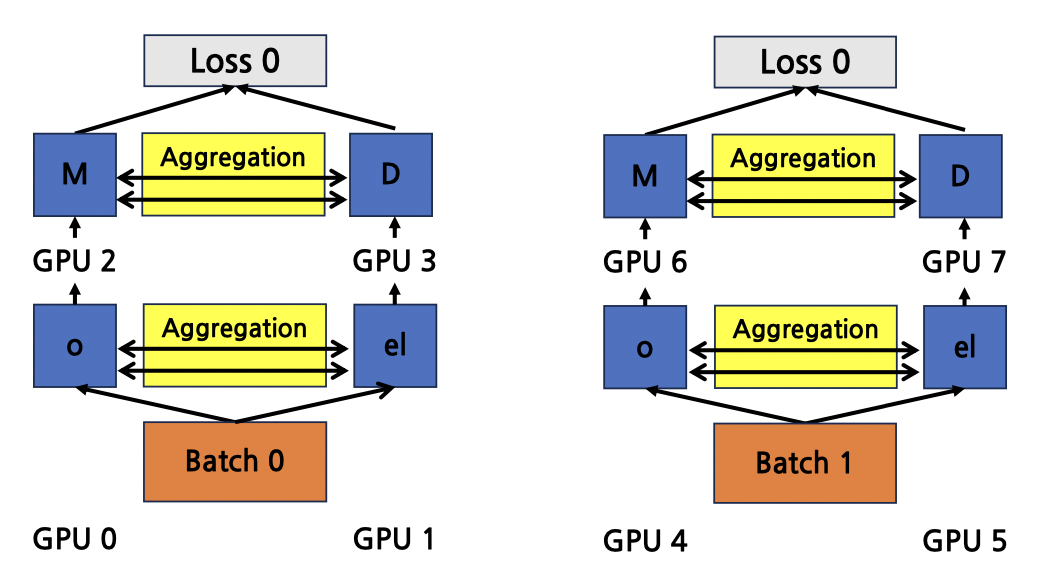 Loss 0
Loss 0
M
Aggregation
D
M
Aggregation
D
GPU 2
GPU 3
GPU 6
GPU 7
o
Aggregation
el
o
Aggregation
el
Batch 0
Batch 1
GPU 0
GPU 1
GPU 4
GPU 5